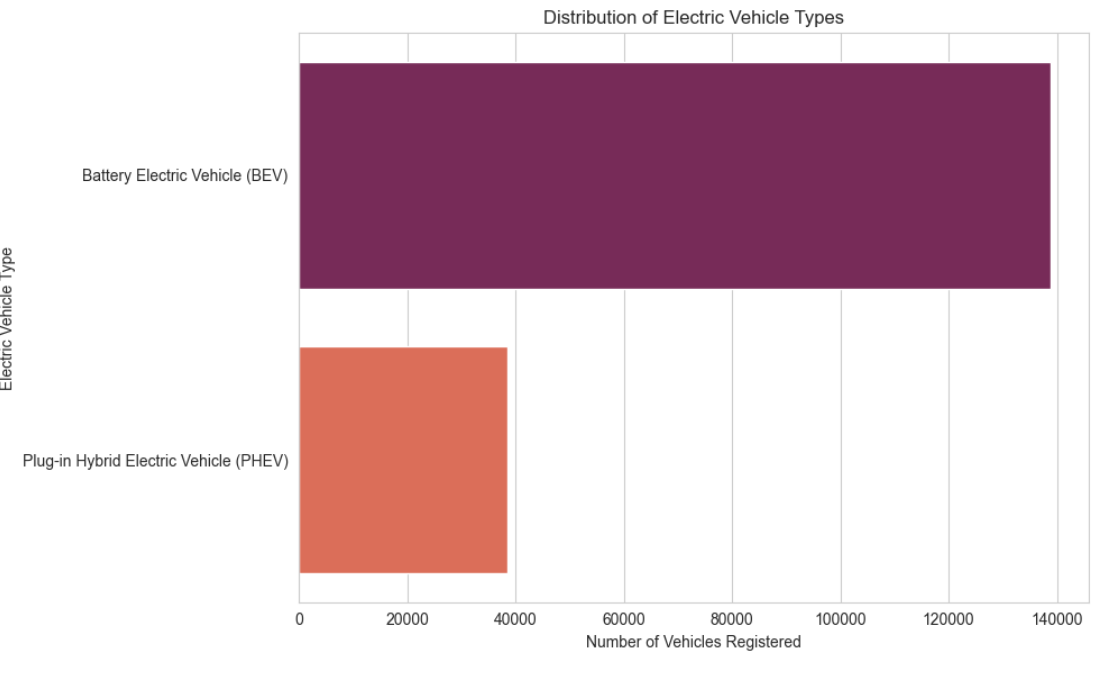 Distribution of Electric Vehicle Types
Electric Vehicle Type
Battery Electric Vehicle (BEV)
Plug-in Hybrid Electric Vehicle (PHEV)
0 20000 40000 60000 80000 100000 120000 140000
Number of Vehicles Registered